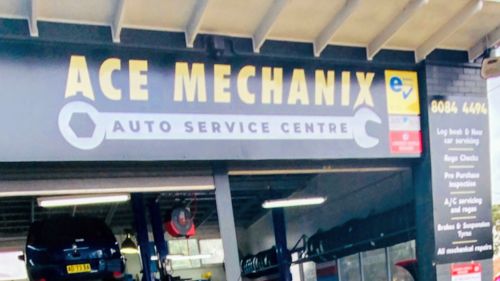 ACE MECHANIX
AUTO SERVICE CENTRE
8084 4494
Log book & New
car servicing
Rego Checks
Pre Purchase
inspection
A/C servicing
and regas
Brakes & Suspension
Tyres
All mechanical repairs